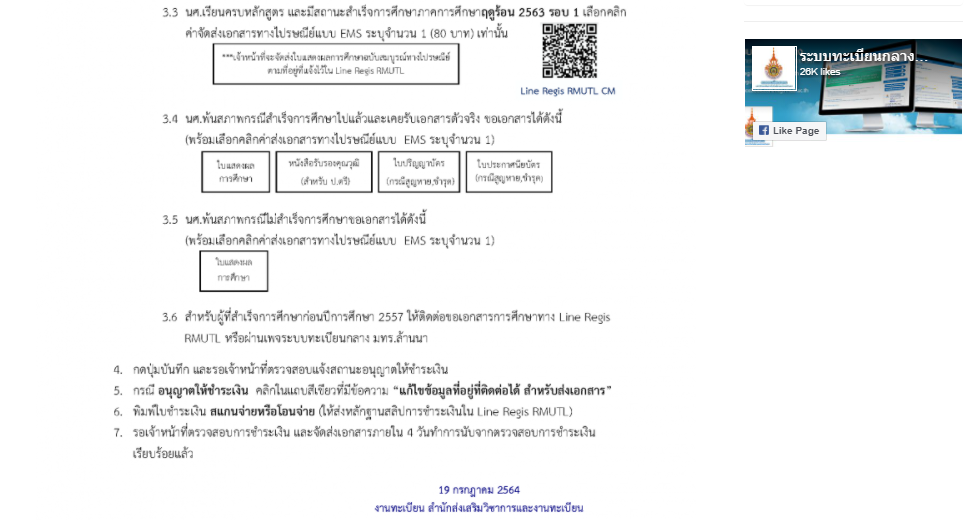 3.3 นศ.เรียนครบหลักสูตร และมีสถานะสำเร็จการศึกษาภาคการศึกษาฤดูร้อน 2563 รอบ 1 เลือกคลิก
ค่าจัดส่งเอกสารทางไปรษณีย์แบบ EMS ระบุจำนวน 1 (80 บาท) เท่านั้น
***เจ้าหน้าที่จะจัดส่งใบแสดงผลการศึกษาฉบับสมบูรณ์ทางไปรษณีย์
ตามที่อยู่ที่แจ้งไว้ใน Line Regis RMUTL
Line Regis RMUTL CM
3.4 นศ.พ้นสภาพกรณีสำเร็จการศึกษาไปแล้วและเคยรับเอกสารตัวจริง ขอเอกสารได้ดังนี้
(พร้อมเลือกคลิกค่าส่งเอกสารทางไปรษณีย์แบบ EMS ระบุจำนวน 1)
ใบแสดงผล
การศึกษา
หนังสือรับรองคุณวุฒิ
(สำหรับ ป.ตรี)
ใบปริญญาบัตร
(กรณีสูญหาย,ชำรุด)
ใบประกาศนียบัตร
(กรณีสูญหาย,ชำรุด)
3.5 นศ.พ้นสภาพกรณีไม่สำเร็จการศึกษาขอเอกสารได้ดังนี้
(พร้อมเลือกคลิกค่าส่งเอกสารทางไปรษณีย์แบบ EMS ระบุจำนวน 1)
ใบแสดงผล
การศึกษา
3.6 สำหรับผู้ที่สำเร็จการศึกษาก่อนปีการศึกษา 2557 ให้ติดต่อขอเอกสารการศึกษาทาง Line Regis
RMUTL หรือผ่านเพจระบบทะเบียนกลาง มทร.ล้านนา
4. กดปุ่มบันทึก และรอเจ้าหน้าที่ตรวจสอบแจ้งสถานะอนุญาตให้ชำระเงิน
5. กรณี อนุญาตให้ชำระเงิน คลิกในแถบสีเขียวที่มีข้อความ “แก้ไขข้อมูลที่อยู่ที่ติดต่อได้ สำหรับส่งเอกสาร”
6. พิมพ์ใบชำระเงิน สแกนจ่ายหรือโอนจ่าย (ให้ส่งหลักฐานสลิปการชำระเงินใน Line Regis RMUTL)
7. รอเจ้าหน้าที่ตรวจสอบการชำระเงิน และจัดส่งเอกสารภายใน 4 วันทำการนับจากตรวจสอบการชำระเงิน
เรียบร้อยแล้ว
19 กรกฎาคม 2564
งานทะเบียน สำนักส่งเสริมวิชาการและงานทะเบียน
ระบบทะเบียนกลาง...
26K likes
Like Page